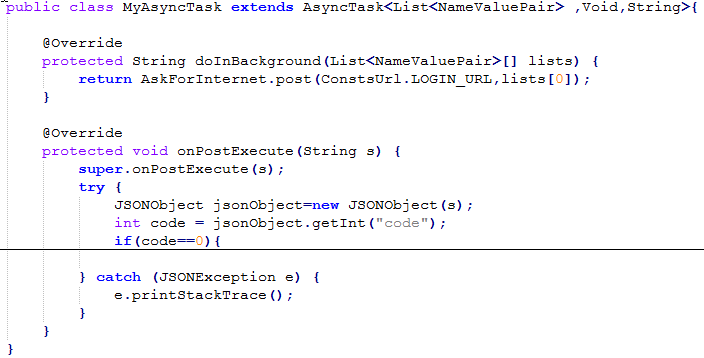 public class MyAsyncTask extends AsyncTask<List<NameValuePair> ,Void,String>{
@Override
protected String doInBackground(List<NameValuePair>[] lists) {
return AskForInternet.post(ConstsUrl.LOGIN_URL,lists[0]);
}
@Override
protected void onPostExecute(String s) {
super.onPostExecute(s);
try {
JSONObject jsonObject=new JSONObject(s);
int code = jsonObject.getInt("code");
if(code==0){
} catch (JSONException e) {
e.printStackTrace();
}
}
}